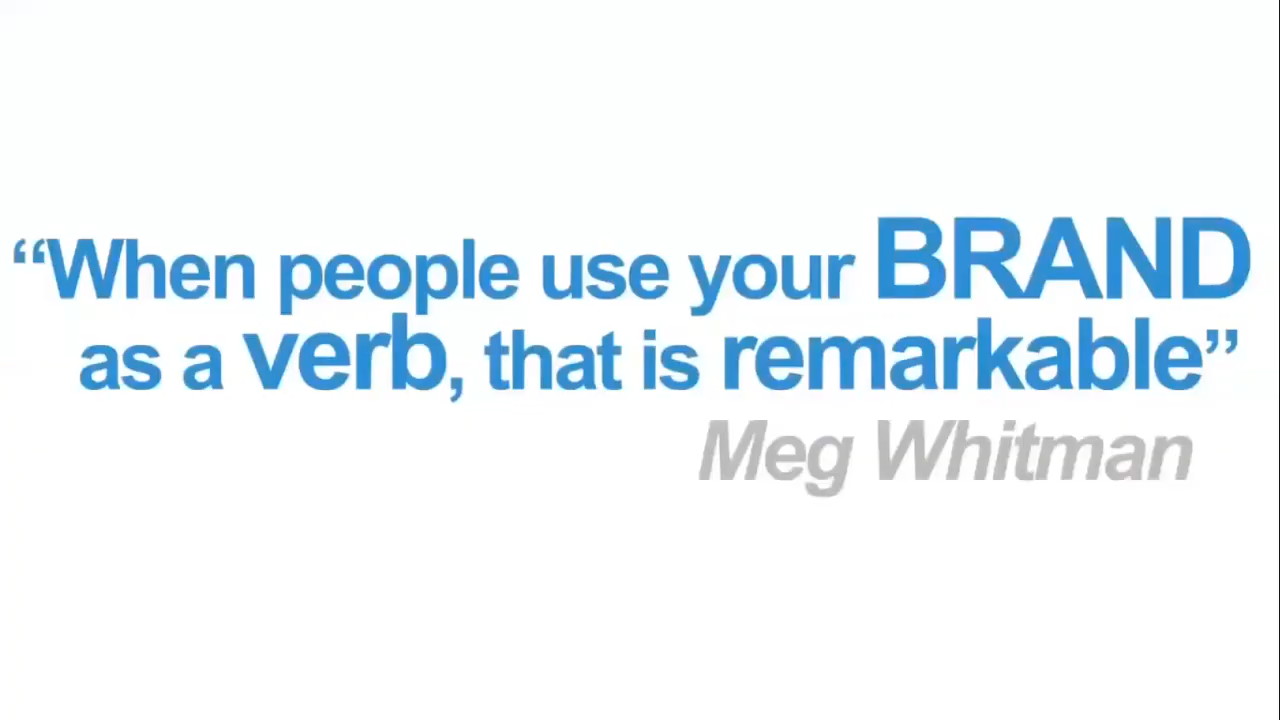 “When people use your BRAND
as a verb, that is remarkable”
Meg Whitman